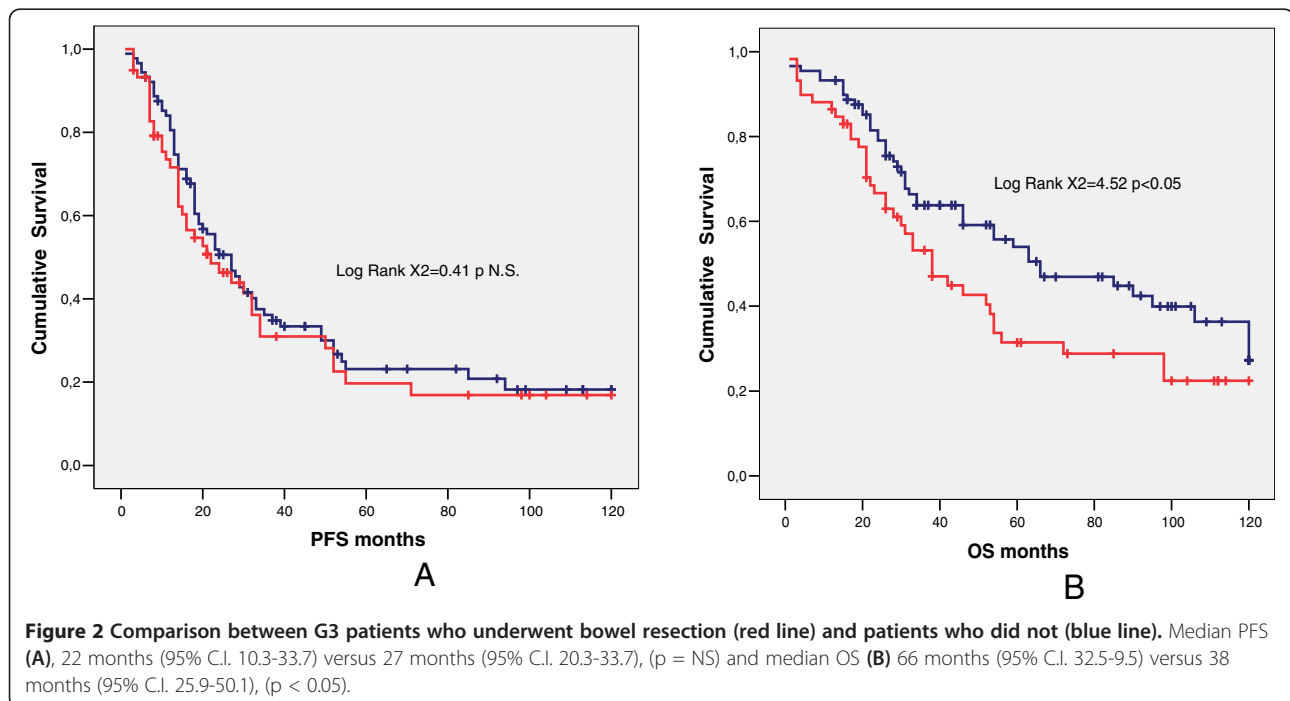 1,0
0,8
0,6
0,4
0,2
0,0
Cumulative Survival
Log Rank X2=0.41 p N.S.
0 20 40 60 80 100 120
PFS months
A
1,0
0,8
0,6
0,4
0,2
0,0
Cumulative Survival
Log Rank X2=4.52 p<0.05
0 20 40 60 80 100 120
OS months
B
Figure 2 Comparison between G3 patients who underwent bowel resection (red line) and patients who did not (blue line). Median PFS
(A), 22 months (95% C.I. 10.3-33.7) versus 27 months (95% C.I. 20.3-33.7), (p = NS) and median OS (B) 66 months (95% C.I. 32.5-9.5) versus 38
months (95% C.I. 25.9-50.1), (p < 0.05).